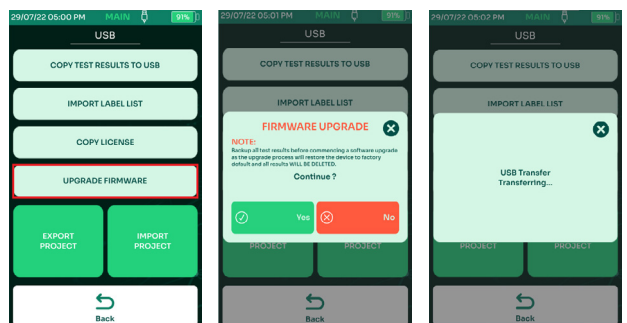 29/07/22 05:00 PM MAIN 91%
USB
COPY TEST RESULTS TO USB
IMPORT LABEL LIST
COPY LICENSE
UPGRADE FIRMWARE
EXPORT
PROJECT
IMPORT
PROJECT
Back
29/07/22 05:01 PM MAIN 91%
USB
COPY TEST RESULTS TO USB
IMPORT LABEL LIST
FIRMWARE UPGRADE
NOTE:
Backup all test results before commencing a software upgrade
as the upgrade process will restore the device to factory
default and all results WILL BE DELETED.
Continue ?
Yes
No
PROJECT
PROJECT
Back
29/07/22 05:02 PM MAIN 91%
USB
COPY TEST RESULTS TO USB
IMPORT LABEL LIST
USB Transfer
Transferring...
PROJECT
PROJECT
Back